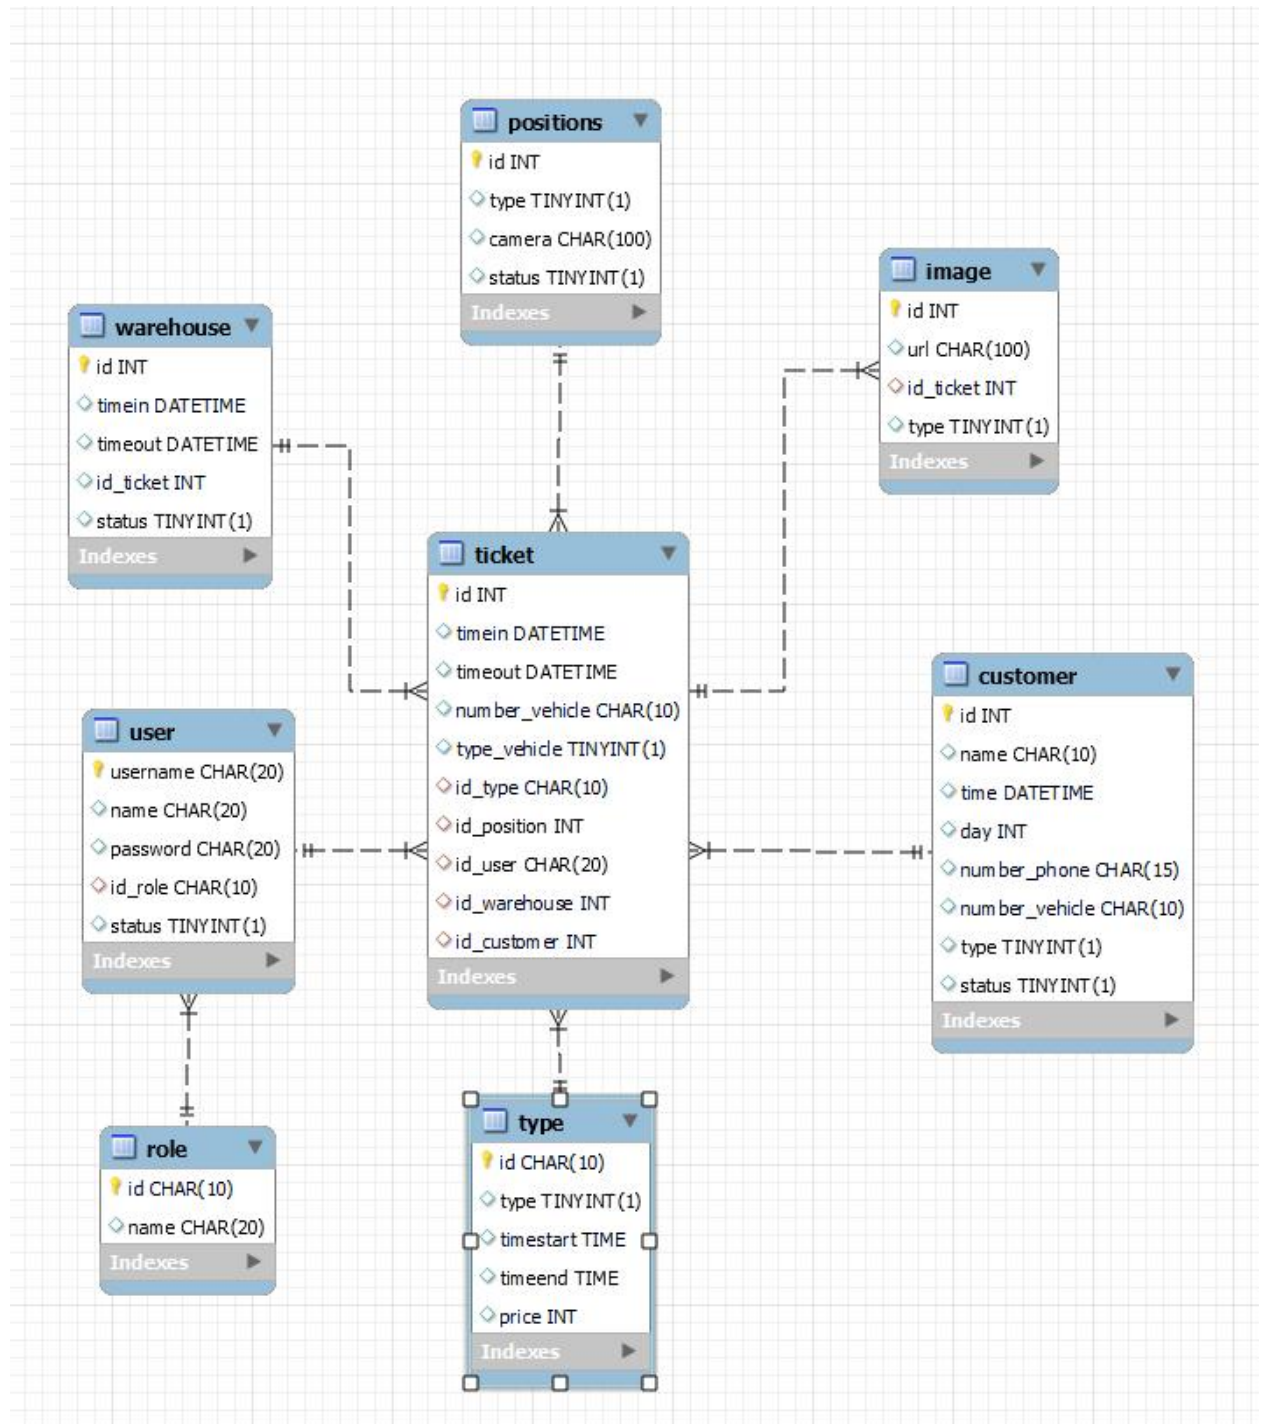 positions
id INT
type TINYINT(1)
camera CHAR(100)
status TINYINT(1)
Indexes
image
id INT
url CHAR(100)
id_ticket INT
type TINYINT(1)
Indexes
warehouse
id INT
timein DATETIME
timeout DATETIME
id_ticket INT
status TINYINT(1)
Indexes
ticket
id INT
timein DATETIME
timeout DATETIME
number_vehicle CHAR(10)
type_vehicle TINYINT(1)
id_type CHAR(10)
id_position INT
id_user CHAR(20)
id_warehouse INT
id_customer INT
Indexes
customer
id INT
name CHAR(10)
time DATETIME
day INT
number_phone CHAR(15)
number_vehicle CHAR(10)
type TINYINT(1)
status TINYINT(1)
Indexes
user
username CHAR(20)
name CHAR(20)
password CHAR(20)
id_role CHAR(10)
status TINYINT(1)
Indexes
role
id CHAR(10)
name CHAR(20)
Indexes
type
id CHAR(10)
type TINYINT(1)
timestart TIME
timeend TIME
price INT
Indexes